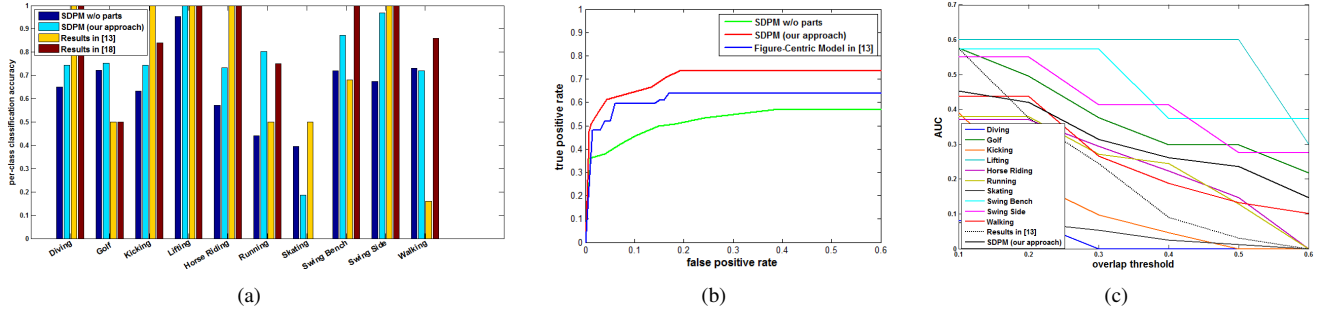 SDPM w/o parts
SDPM (our approach)
Results in [13]
Results in [18]
per-class classification accuracy
1
0.9
0.8
0.7
0.6
0.5
0.4
0.3
0.2
0.1
0
Diving
Golf
Kicking
Lifting
Horse Riding
Running
Skating
Swing Bench
Swing Side
Walking
(a)
SDPM w/o parts
SDPM (our approach)
Figure-Centric Model in [13]
true positive rate
1
0.9
0.8
0.7
0.6
0.5
0.4
0.3
0.2
0.1
0
0 0.1 0.2 0.3 0.4 0.5 0.6
false positive rate
(b)
AUC
0.7
0.6
0.5
0.4
0.3
0.2
0.1
0
Diving
Golf
Kicking
Lifting
Horse Riding
Running
Skating
Swing Bench
Swing Side
Walking
Results in [13]
SDPM (our approach)
0.1 0.2 0.3 0.4 0.5 0.6
overlap threshold
(c)